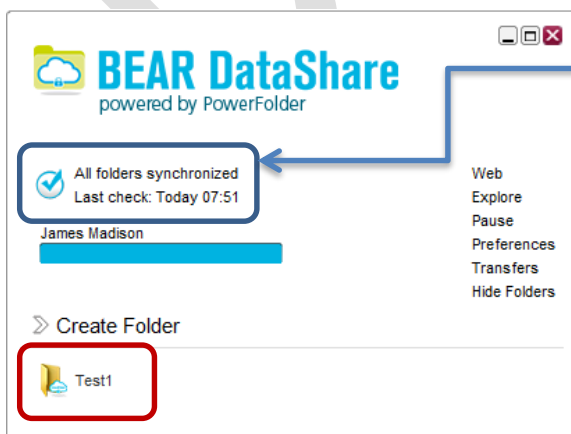 BEAR DataShare
powered by PowerFolder
All folders synchronized
Last check: Today 07:51
James Madison
Web
Explore
Pause
Preferences
Transfers
Hide Folders
Create Folder
Test1